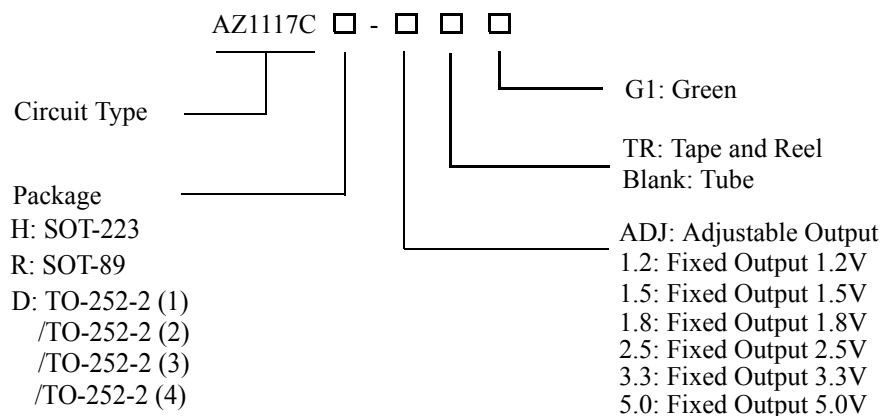 AZ1117C □ - □ □ □
Circuit Type
Package
H: SOT-223
R: SOT-89
D: TO-252-2 (1)
/TO-252-2 (2)
/TO-252-2 (3)
/TO-252-2 (4)
G1: Green
TR: Tape and Reel
Blank: Tube
ADJ: Adjustable Output
1.2: Fixed Output 1.2V
1.5: Fixed Output 1.5V
1.8: Fixed Output 1.8V
2.5: Fixed Output 2.5V
3.3: Fixed Output 3.3V
5.0: Fixed Output 5.0V